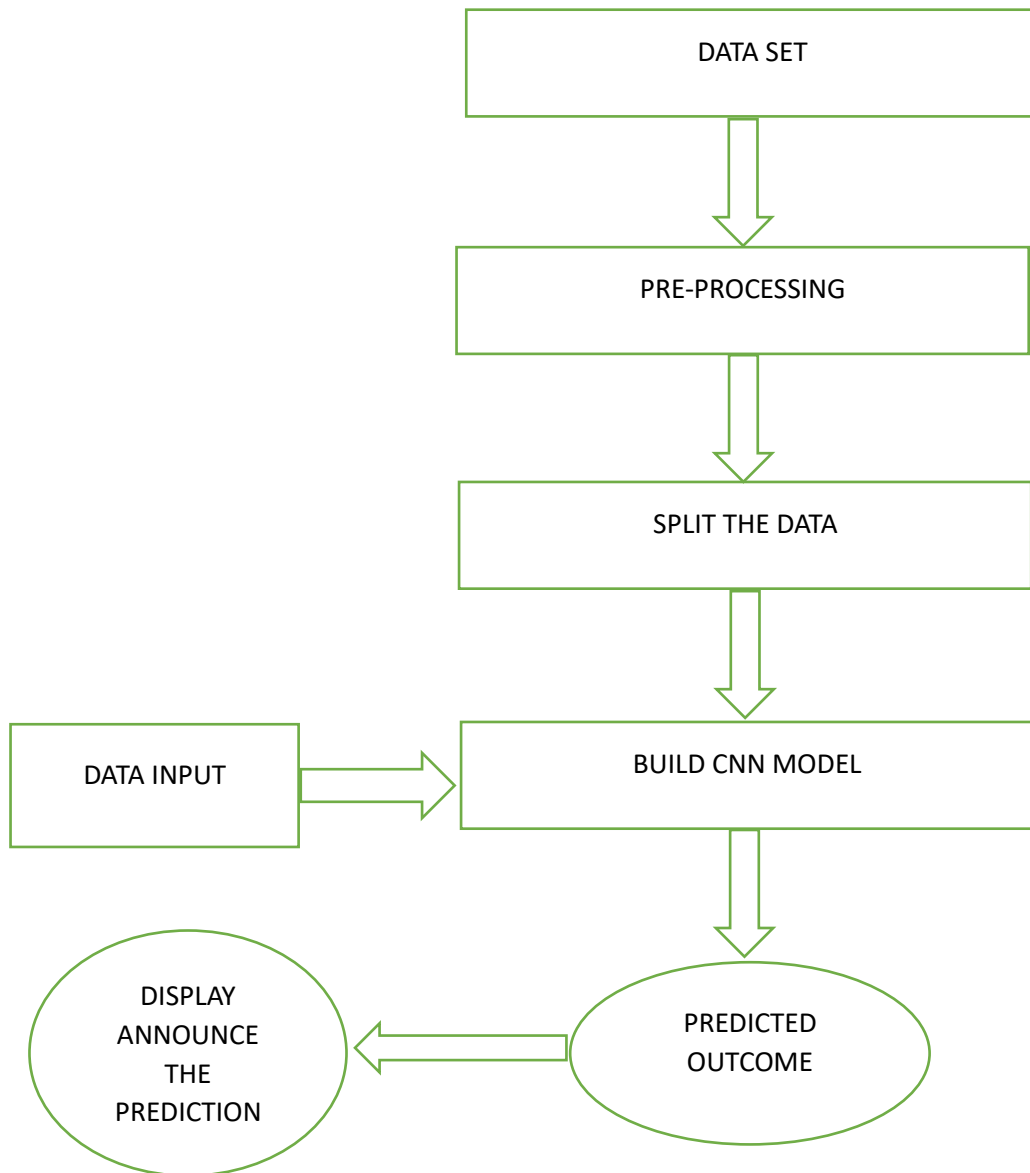 DATA SET
PRE-PROCESSING
SPLIT THE DATA
DATA INPUT
BUILD CNN MODEL
DISPLAY
ANNOUNCE
THE
PREDICTION
PREDICTED
OUTCOME